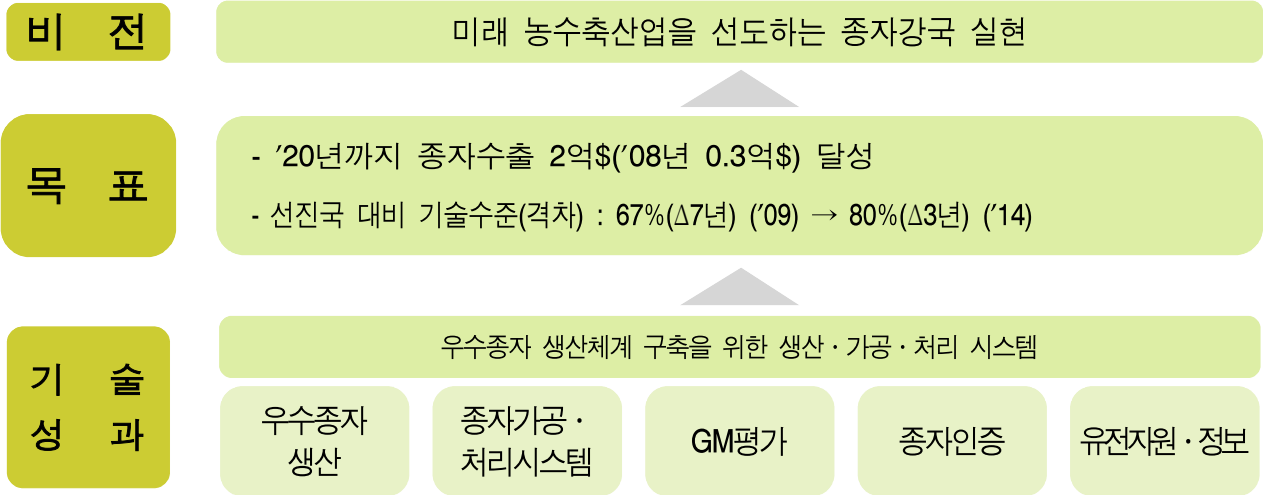 비 전
미래 농수축산업을 선도하는 종자강국 실현
목 표
- ′20년까지 종자수출 2억$(′08년 0.3억$) 달성
- 선진국 대비 기술수준(격차) : 67%(Δ7년) (′09) → 80%(Δ3년) (′14)
기 술
성 과
우수종자 생산체계 구축을 위한 생산·가공·처리 시스템
우수종자
생산
종자가공·
처리시스템
GM평가
종자인증
유전자원·정보